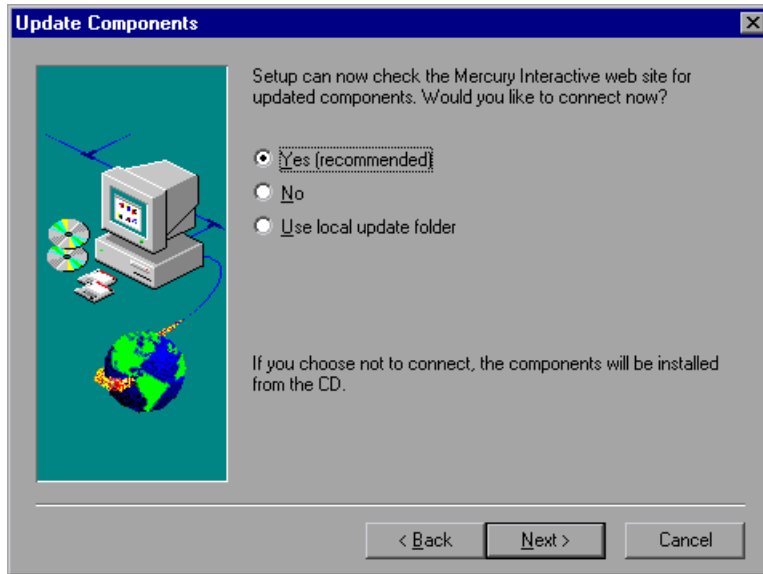 Update Components
Setup can now check the Mercury Interactive web site for
updated components. Would you like to connect now?
Yes (recommended)
No
Use local update folder
If you choose not to connect, the components will be installed
from the CD.
< Back
Next >
Cancel